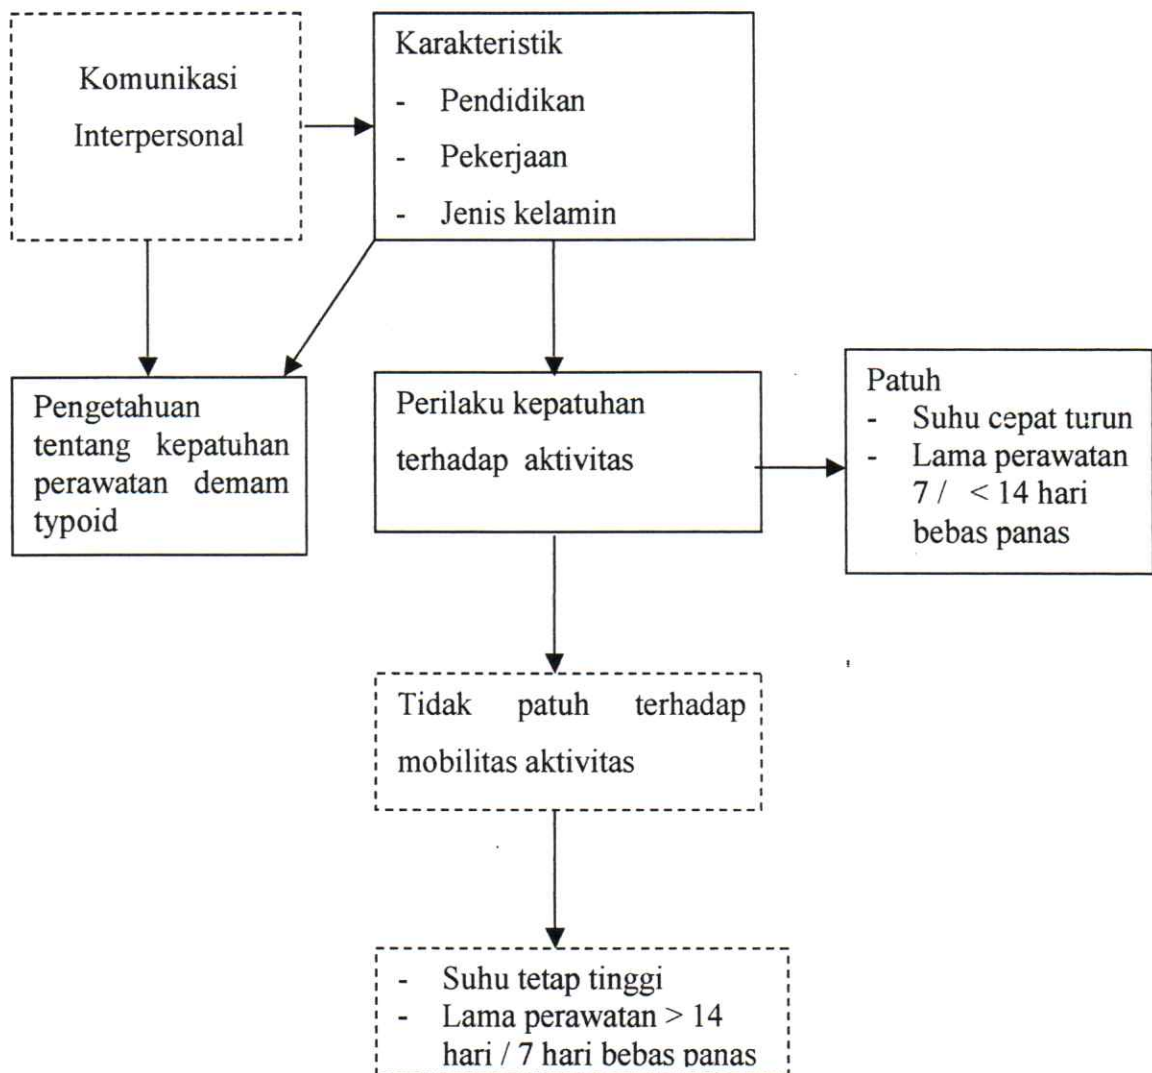 Komunikasi
Interpersonal
Karakteristik
- Pendidikan
- Pekerjaan
- Jenis kelamin
Pengetahuan
tentang kepatuhan
perawatan demam
typoid
Perilaku kepatuhan
terhadap aktivitas
Patuh
- Suhu cepat turun
- Lama perawatan
7 / < 14 hari
bebas panas
Tidak patuh terhadap
mobilitas aktivitas
- Suhu tetap tinggi
- Lama perawatan > 14
hari / 7 hari bebas panas